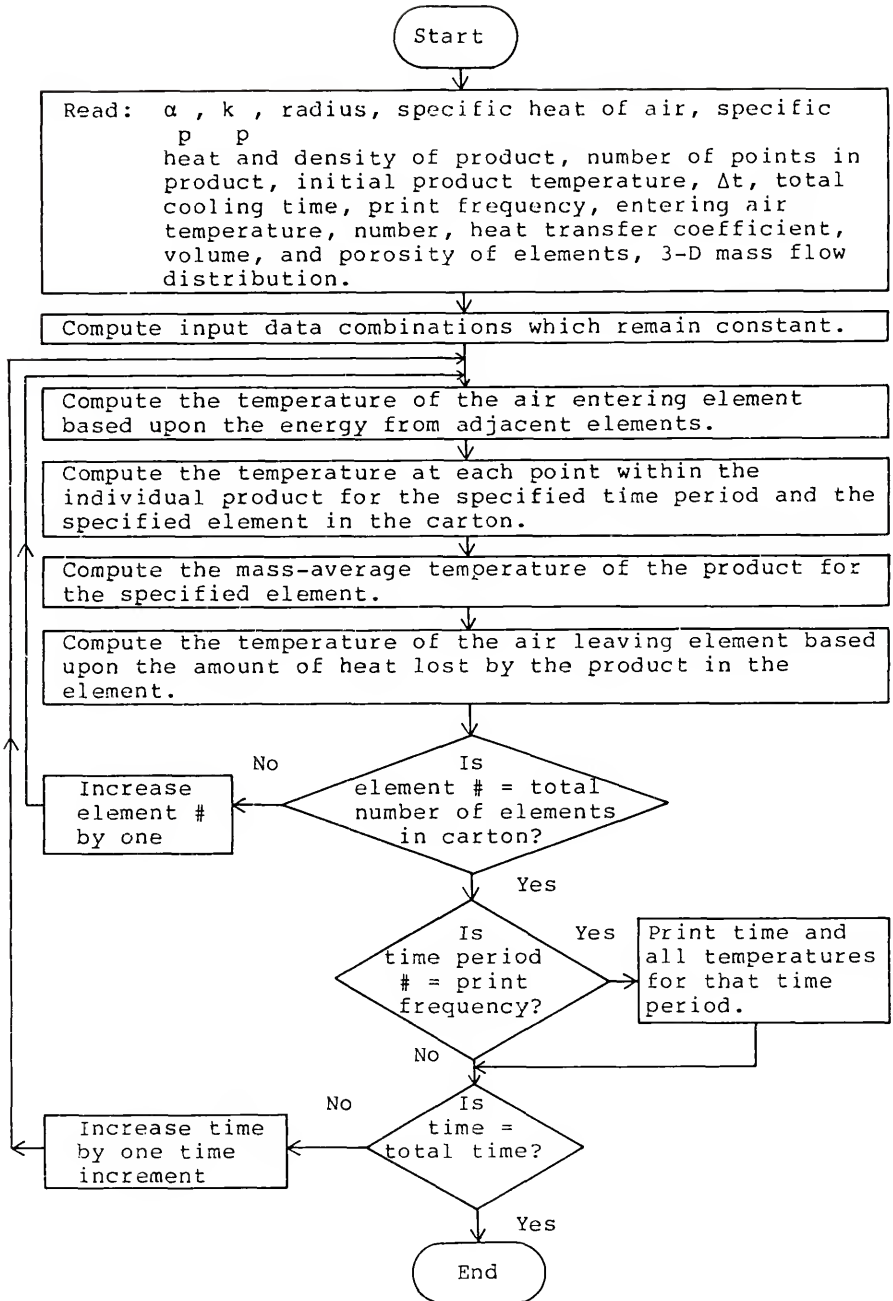 Start
Read: α , k , radius, specific heat of air, specific
p p
heat and density of product, number of points in
product, initial product temperature, Δt, total
cooling time, print frequency, entering air
temperature, number, heat transfer coefficient,
volume, and porosity of elements, 3-D mass flow
distribution.
Compute input data combinations which remain constant.
Compute the temperature of the air entering element
based upon the energy from adjacent elements.
Compute the temperature at each point within the
individual product for the specified time period and the
specified element in the carton.
Compute the mass-average temperature of the product for
the specified element.
Compute the temperature of the air leaving element based
upon the amount of heat lost by the product in the
element.
Is
element # = total
number of elements
in carton?
No
Increase
element #
by one
Yes
Is
time period
# = print
frequency?
Yes
Print time and
all temperatures
for that time
period.
No
Is
time =
total time?
No
Increase time
by one time
increment
Yes
End